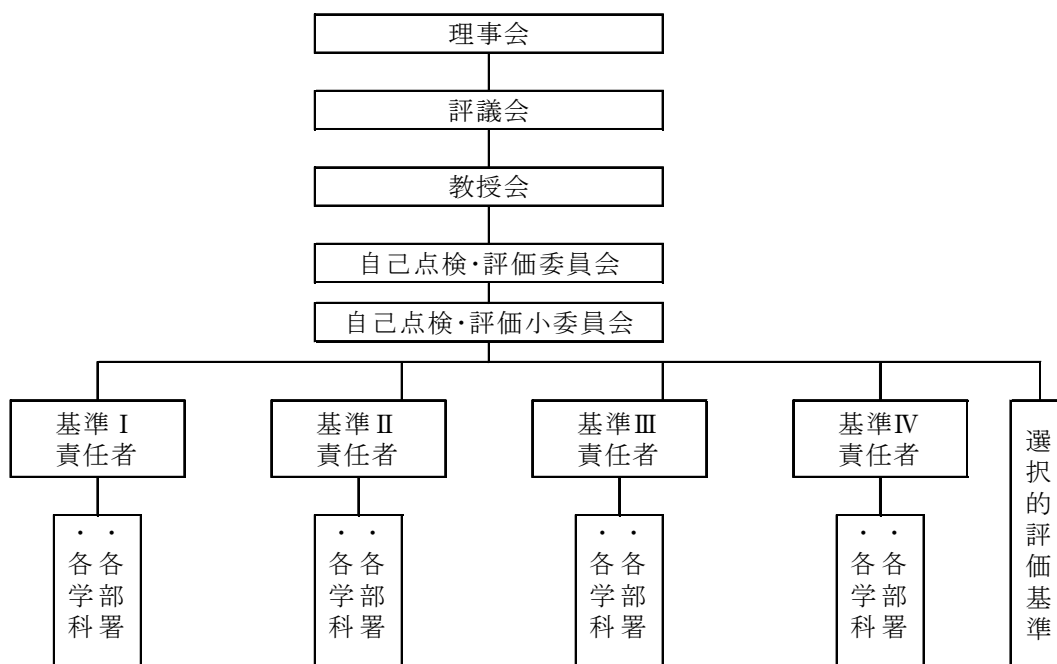 理事会
評議会
教授会
自己点検・評価委員会
自己点検・評価小委員会
基準Ⅰ
責任者
基準Ⅱ
責任者
基準Ⅲ
責任者
基準Ⅳ
責任者
選択的評価基準
・各部署
・各学科
・各部署
・各学科
・各部署
・各学科
・各部署
・各学科